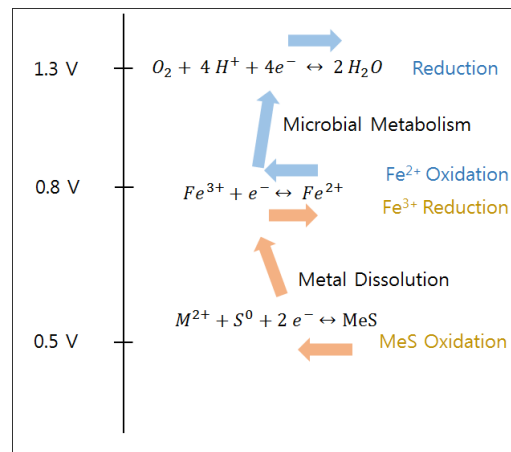 1.3 V O₂ + 4 H⁺ + 4e⁻ ↔ 2 H₂O Reduction
Microbial Metabolism
Fe²⁺ Oxidation
0.8 V Fe³⁺ + e⁻ ↔ Fe²⁺
Fe³⁺ Reduction
Metal Dissolution
M²⁺ + S⁰ + 2 e⁻ ↔ MeS
0.5 V MeS Oxidation